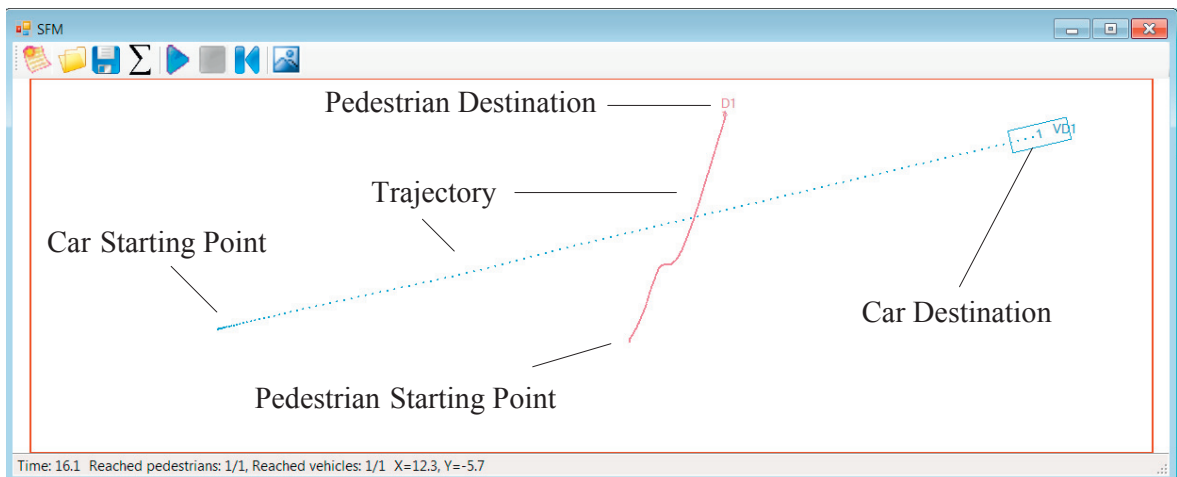 SFM
Pedestrian Destination
D1
1 VD1
Trajectory
Car Starting Point
Car Destination
Pedestrian Starting Point
Time: 16.1 Reached pedestrians: 1/1, Reached vehicles: 1/1 X=12.3, Y=-5.7